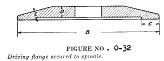 B
C
FIGURE NO. 0-32
Driving flange secured to spindle.